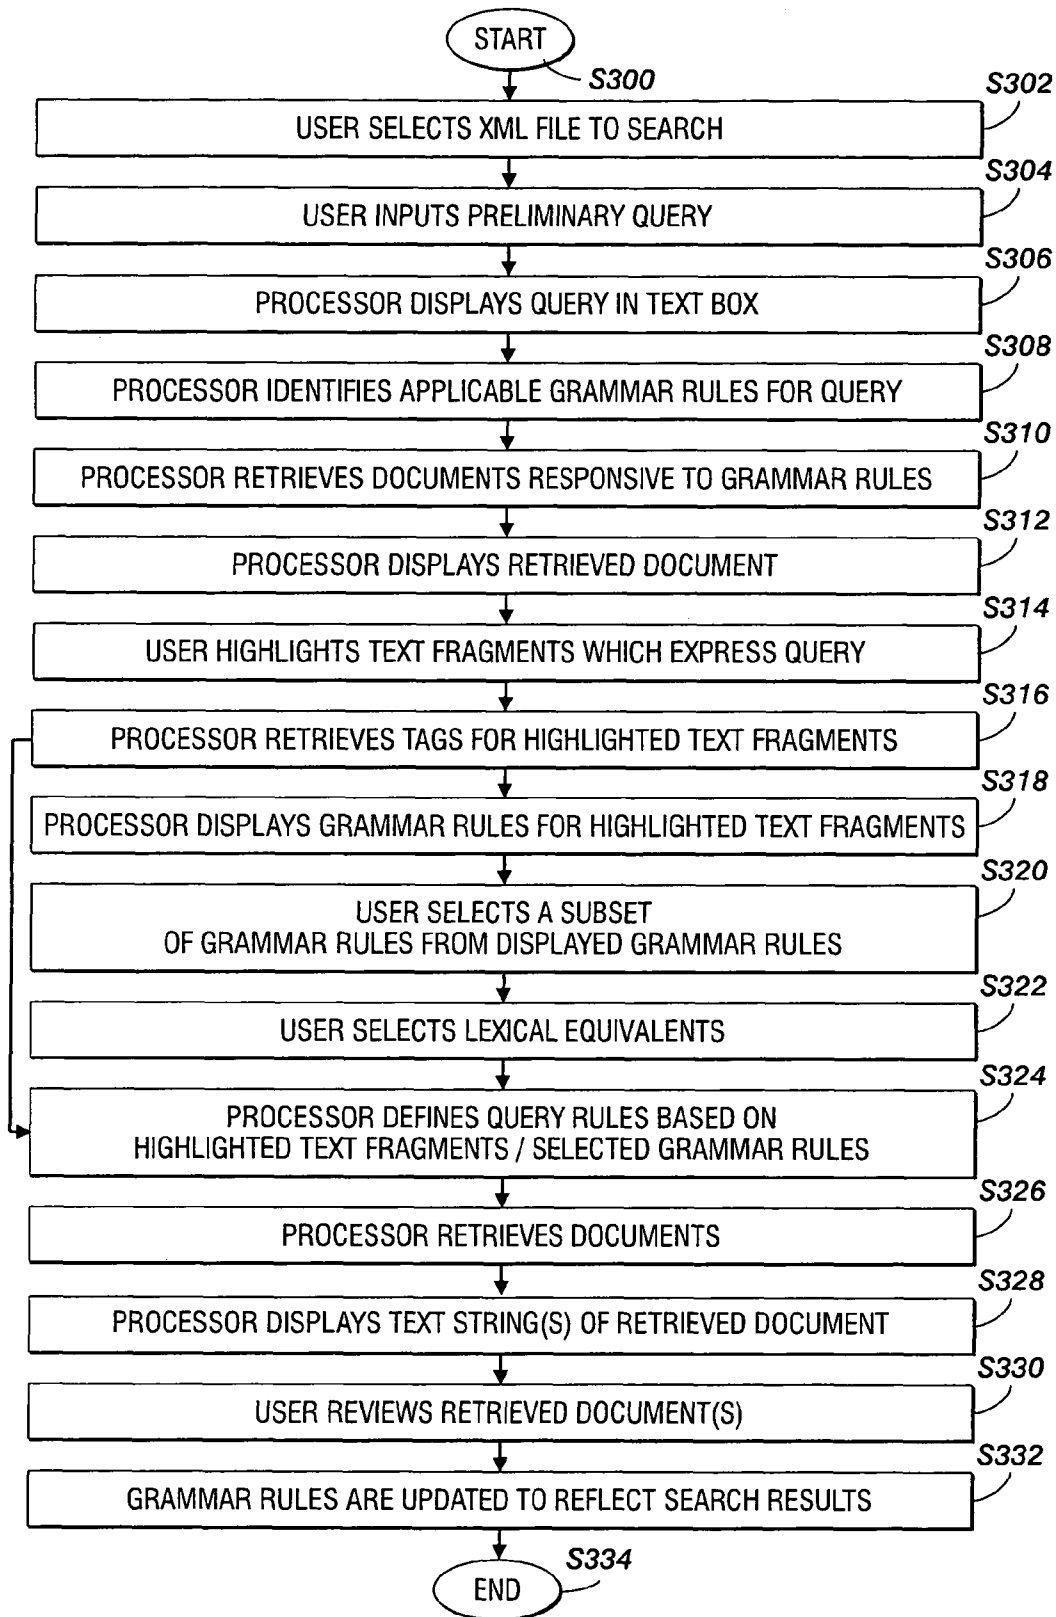 START
S300
S302
USER SELECTS XML FILE TO SEARCH
S304
USER INPUTS PRELIMINARY QUERY
S306
PROCESSOR DISPLAYS QUERY IN TEXT BOX
S308
PROCESSOR IDENTIFIES APPLICABLE GRAMMAR RULES FOR QUERY
S310
PROCESSOR RETRIEVES DOCUMENTS RESPONSIVE TO GRAMMAR RULES
S312
PROCESSOR DISPLAYS RETRIEVED DOCUMENT
S314
USER HIGHLIGHTS TEXT FRAGMENTS WHICH EXPRESS QUERY
S316
PROCESSOR RETRIEVES TAGS FOR HIGHLIGHTED TEXT FRAGMENTS
S318
PROCESSOR DISPLAYS GRAMMAR RULES FOR HIGHLIGHTED TEXT FRAGMENTS
S320
USER SELECTS A SUBSET
OF GRAMMAR RULES FROM DISPLAYED GRAMMAR RULES
S322
USER SELECTS LEXICAL EQUIVALENTS
S324
PROCESSOR DEFINES QUERY RULES BASED ON
HIGHLIGHTED TEXT FRAGMENTS / SELECTED GRAMMAR RULES
S326
PROCESSOR RETRIEVES DOCUMENTS
S328
PROCESSOR DISPLAYS TEXT STRING(S) OF RETRIEVED DOCUMENT
S330
USER REVIEWS RETRIEVED DOCUMENT(S)
S332
GRAMMAR RULES ARE UPDATED TO REFLECT SEARCH RESULTS
S334
END